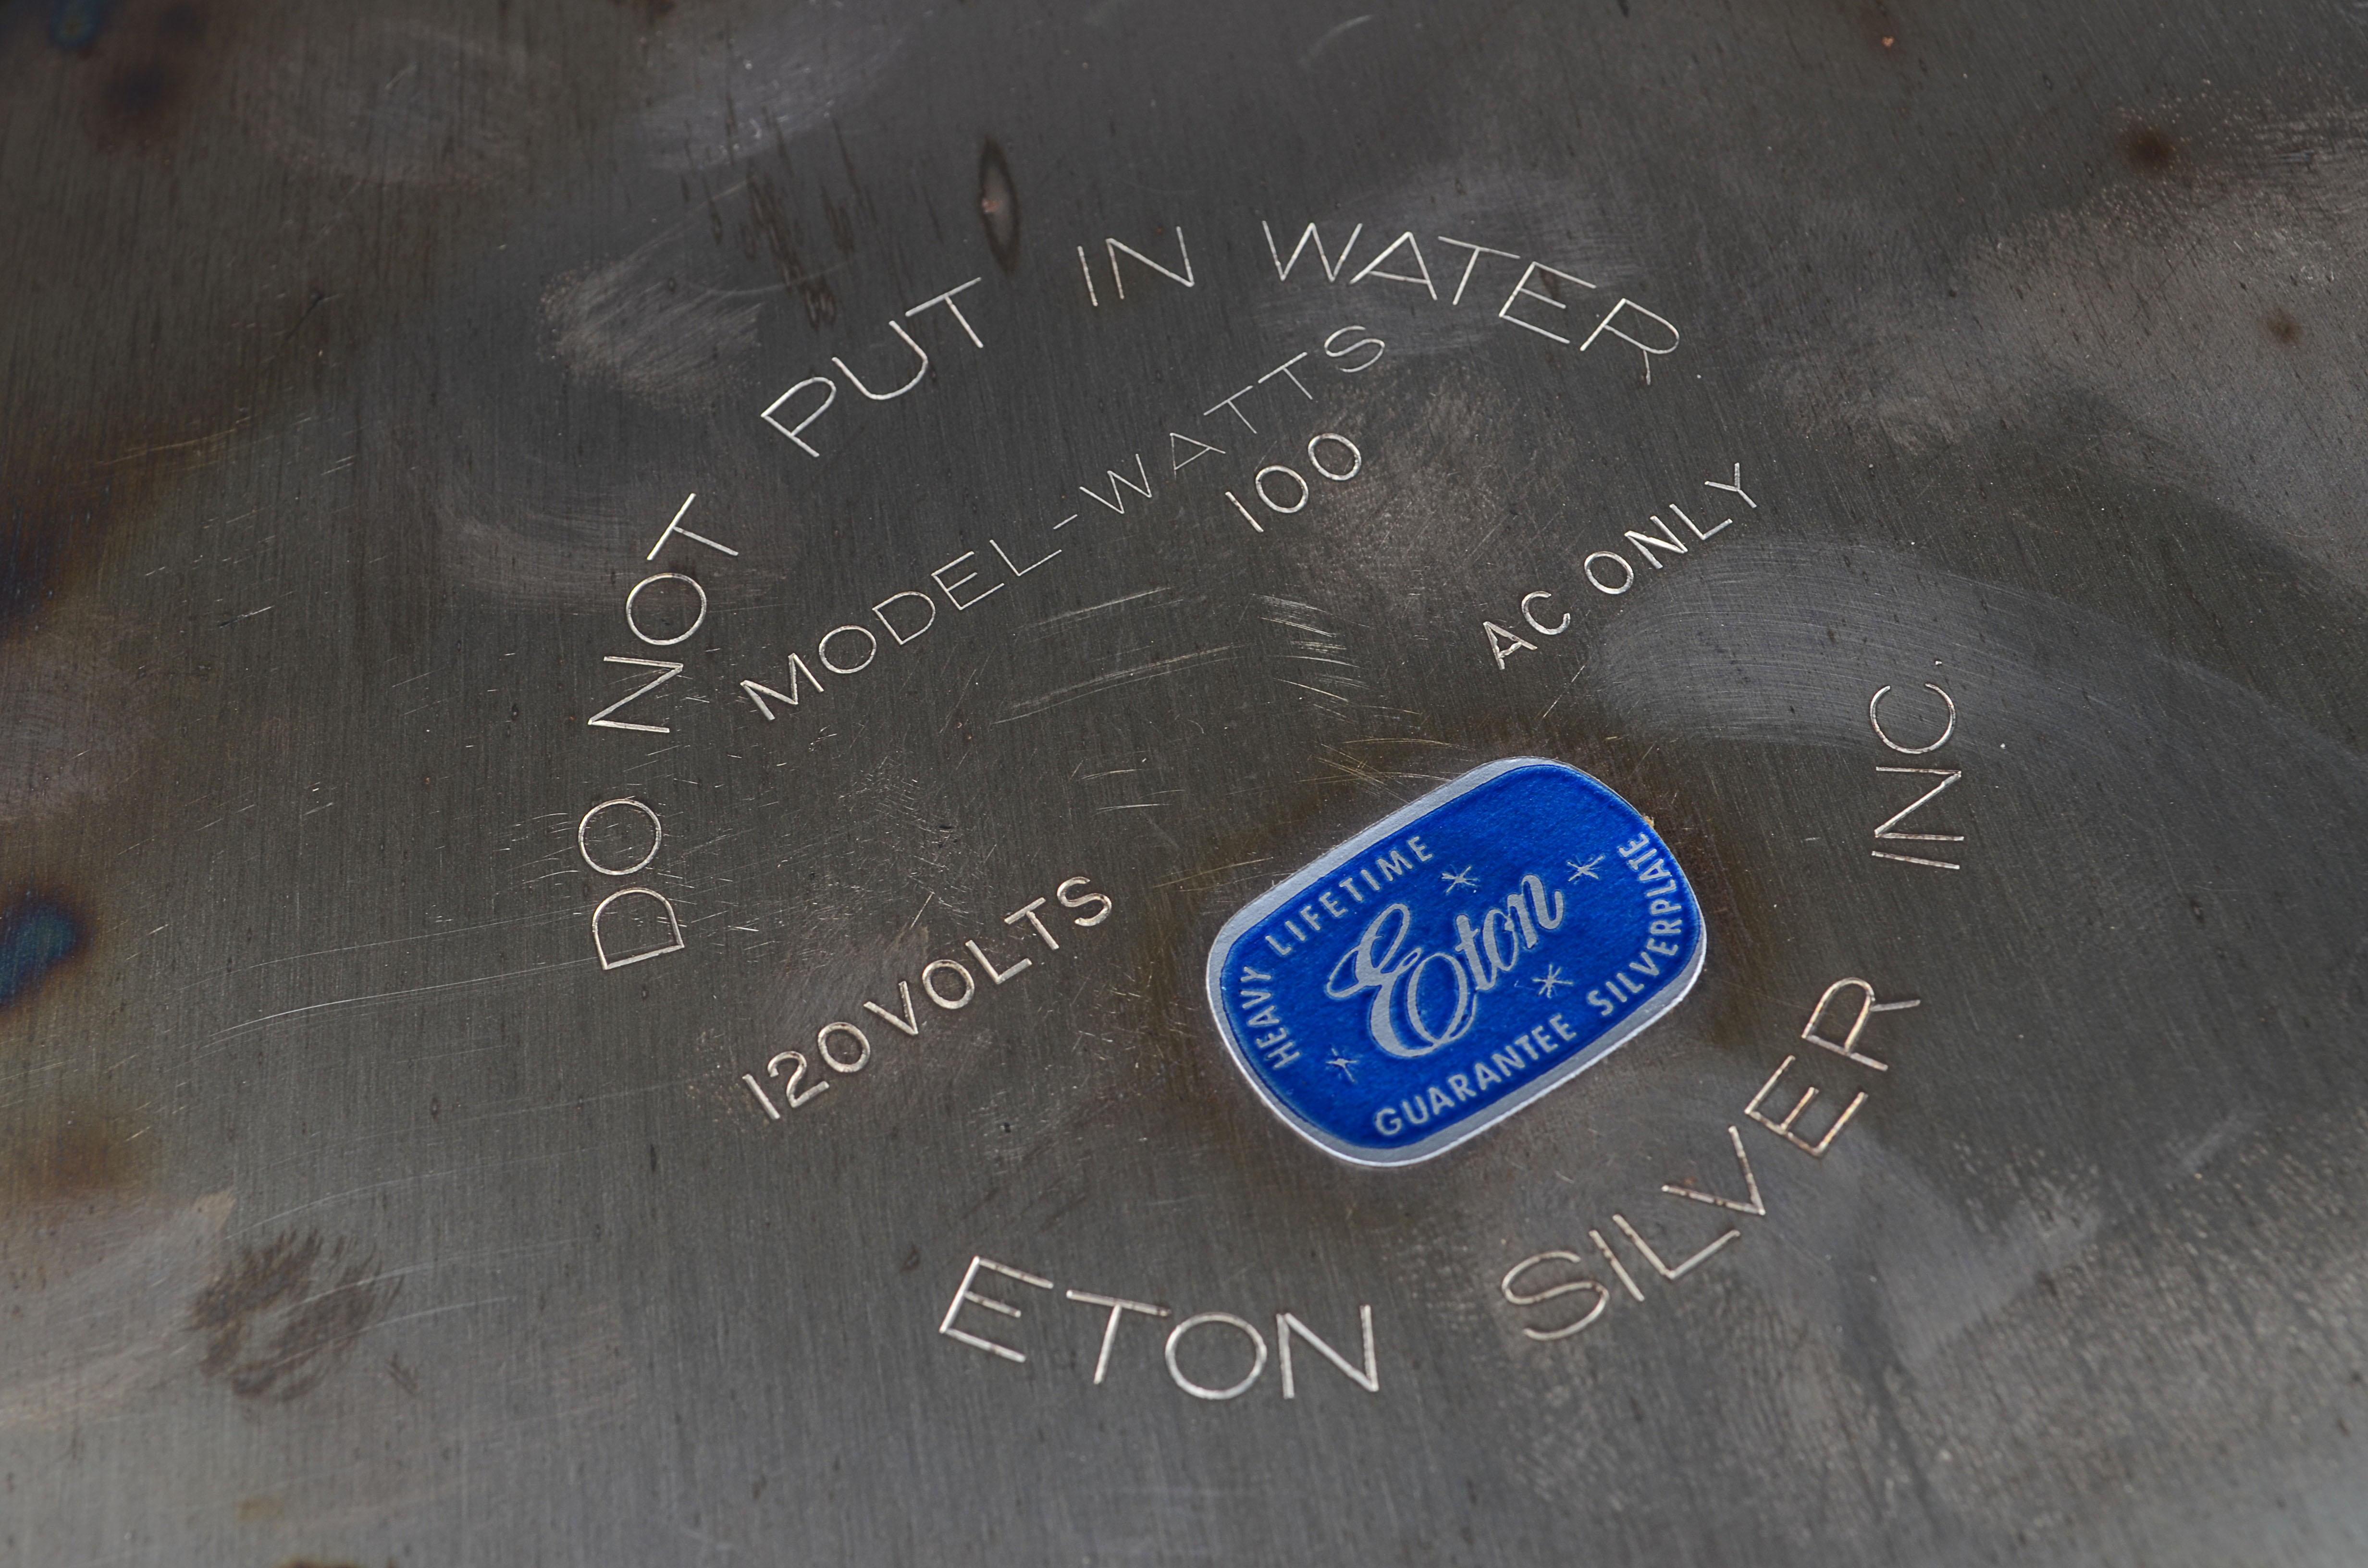 DO NOT PUT IN WATER
MODEL-WATTS
100
AC ONLY
120 VOLTS
HEAVY LIFETIME
Eton
GUARANTEE SILVERPLATE
ETON SILVER INC.